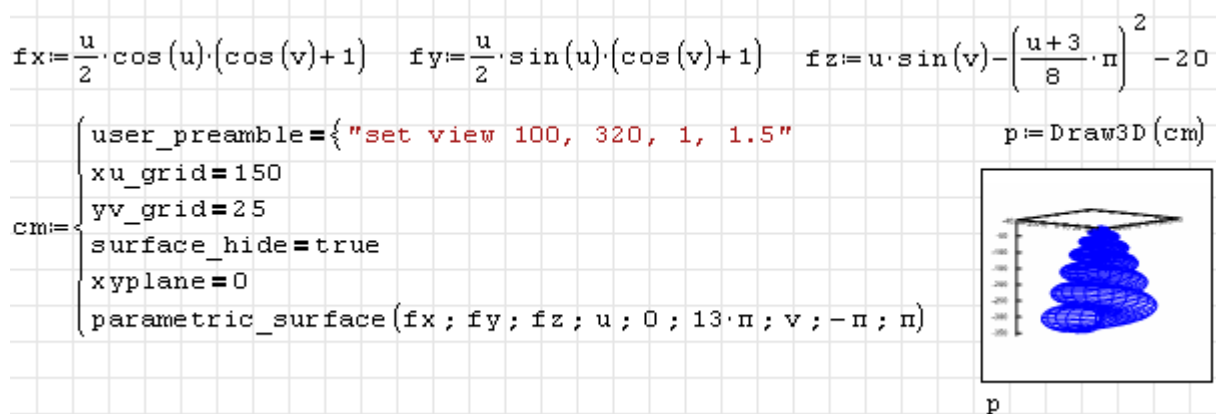 fx:=u/2·cos(u)·(cos(v)+1) fy:=u/2·sin(u)·(cos(v)+1) fz:=u·sin(v)-((u+3)/8·π)^2-20
user_preamble={"set view 100, 320, 1, 1.5"
p:=Draw3D(cm)
xu_grid=150
yv_grid=25
cm:=
surface_hide=true
xyplane=0
parametric_surface(fx ; fy ; fz ; u ; 0 ; 13·π ; v ; -π ; π)
p